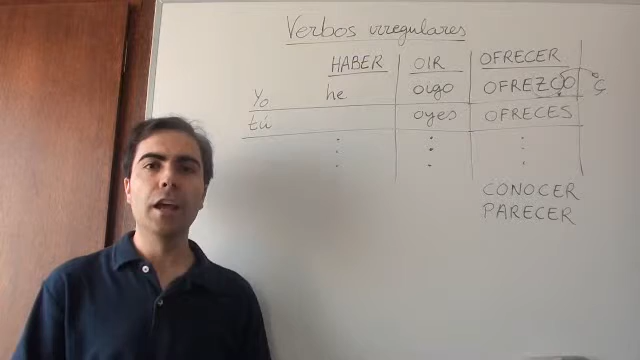 Verbos irregulares
HABER OIR OFRECER
Yo he oigo OFREZCO Ç
tú oyes OFRECES
CONOCER
PARECER